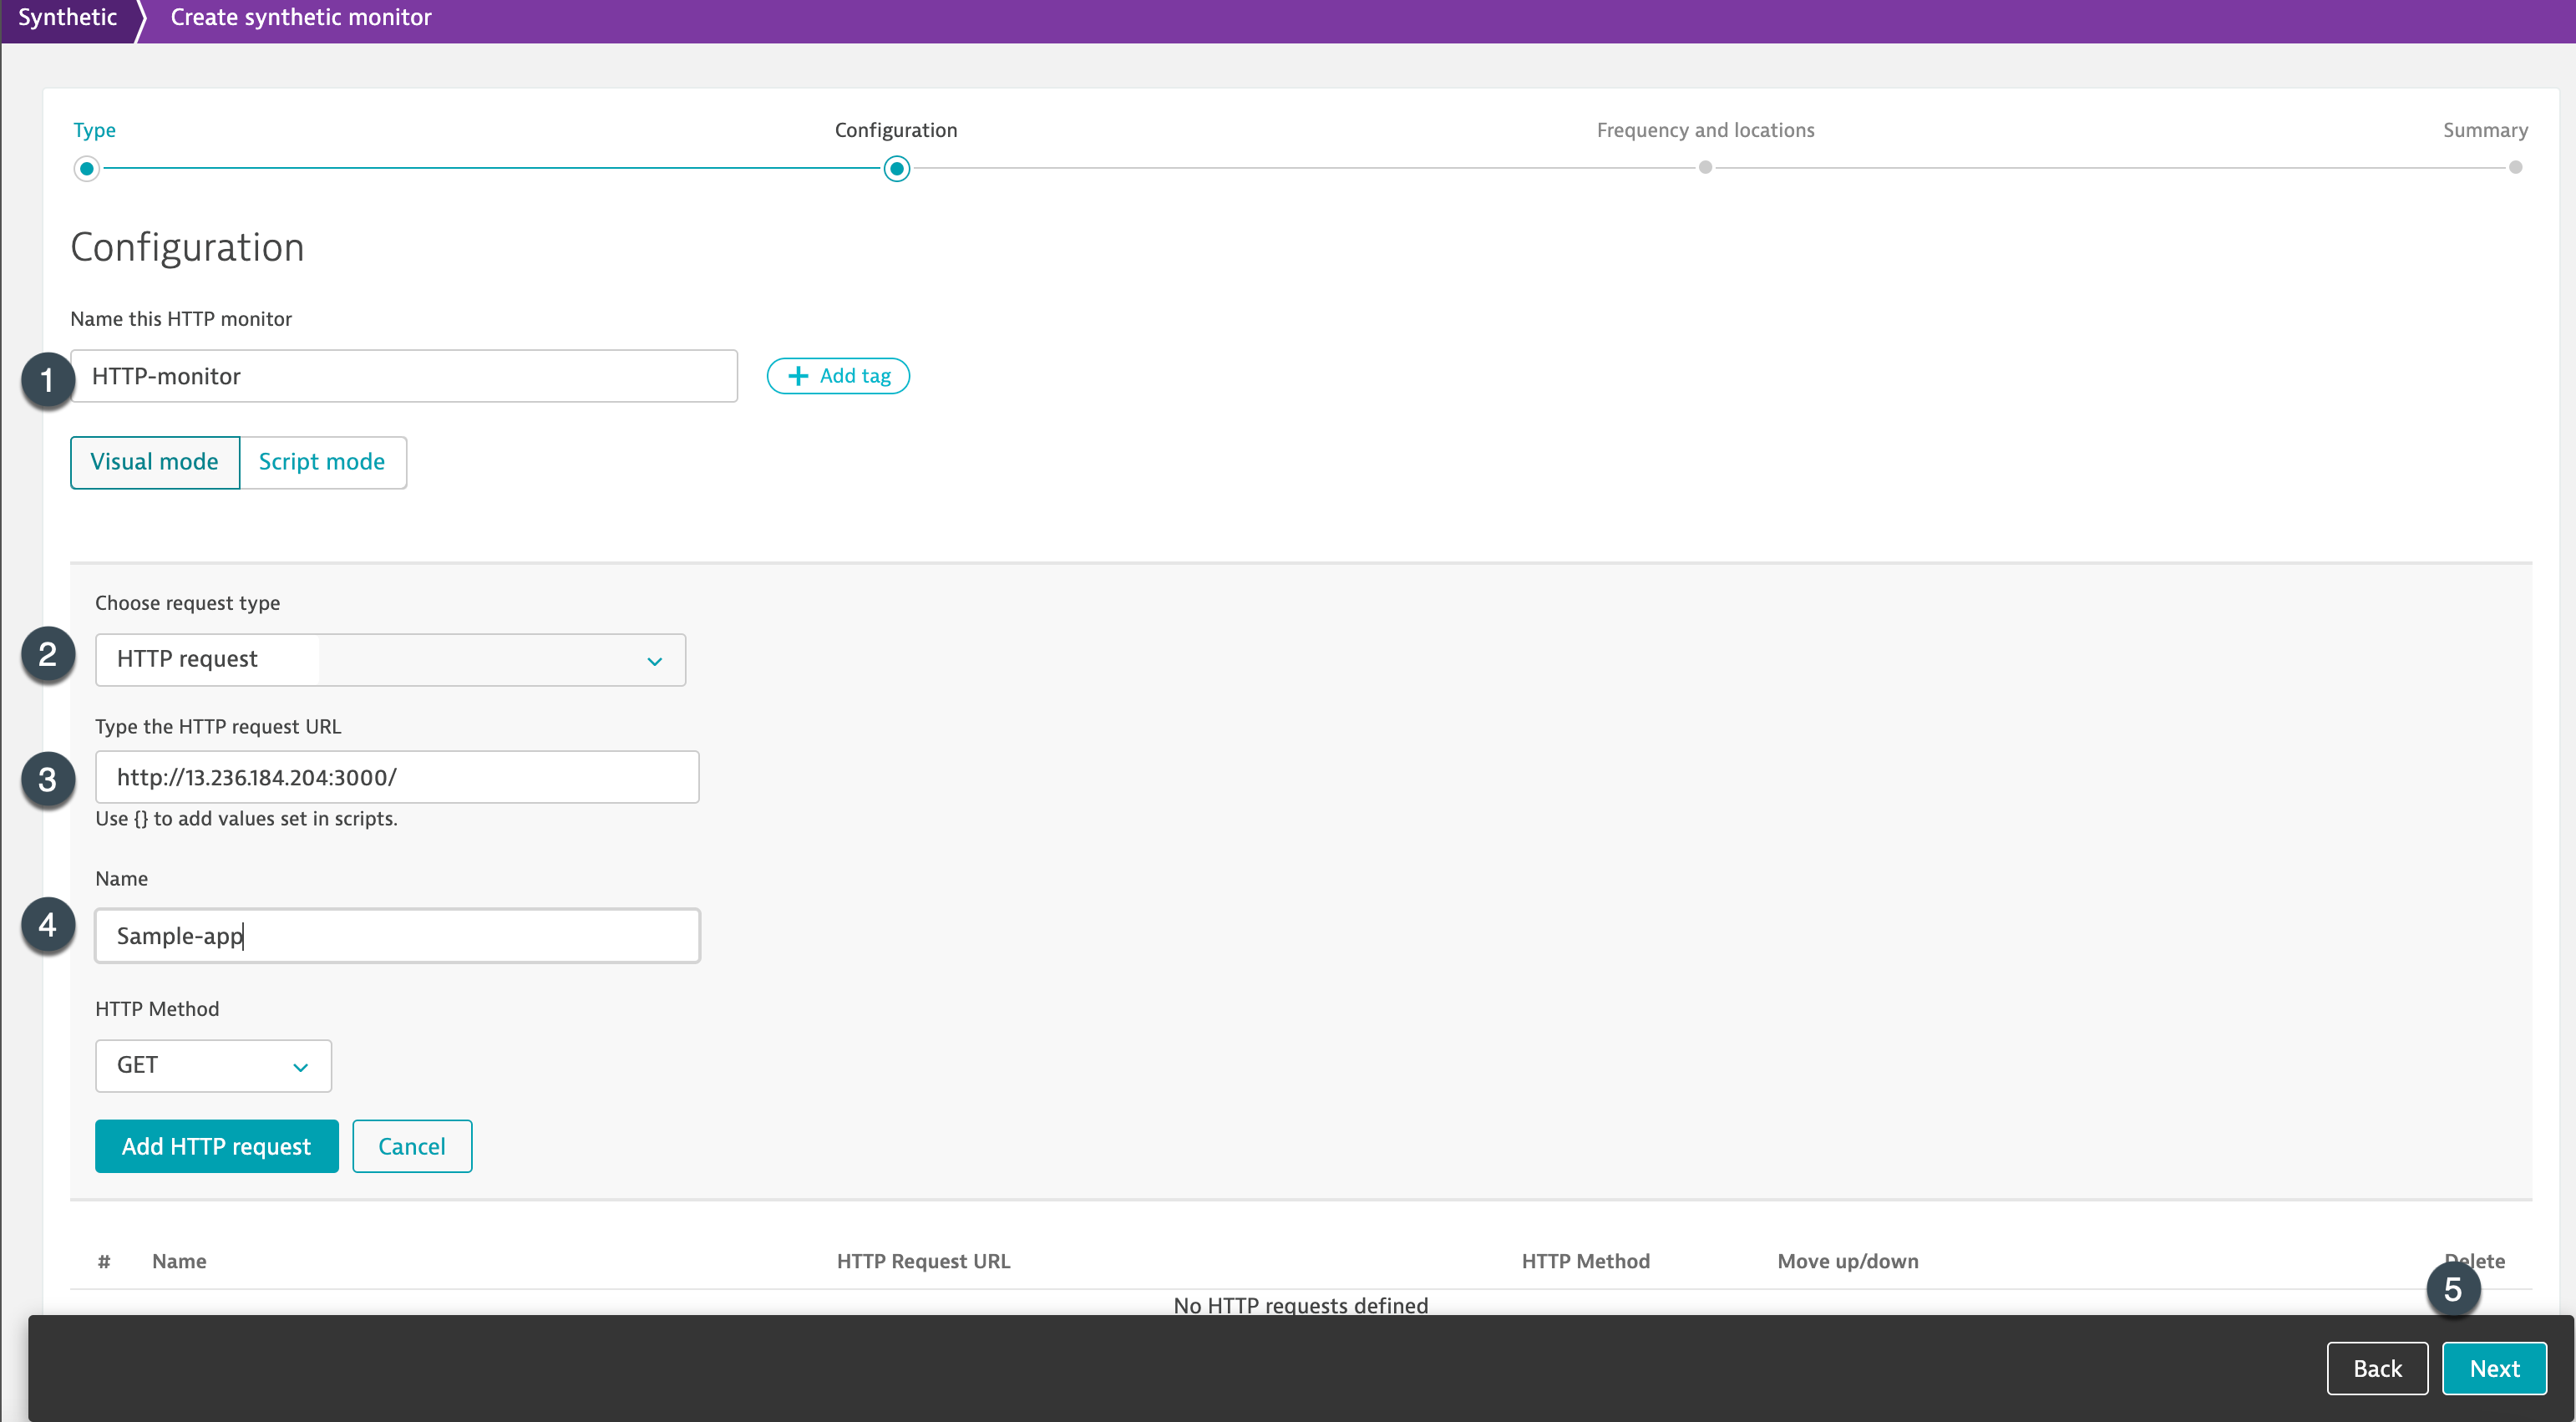 Synthetic Create synthetic monitor
Type Configuration Frequency and locations Summary
Configuration
Name this HTTP monitor
1 HTTP-monitor + Add tag
Visual mode Script mode
Choose request type
2 HTTP request
Type the HTTP request URL
3 http://13.236.184.204:3000/
Use {} to add values set in scripts.
Name
4 Sample-app
HTTP Method
GET
Add HTTP request Cancel
# Name HTTP Request URL HTTP Method Move up/down Delete
5
No HTTP requests defined
Back Next